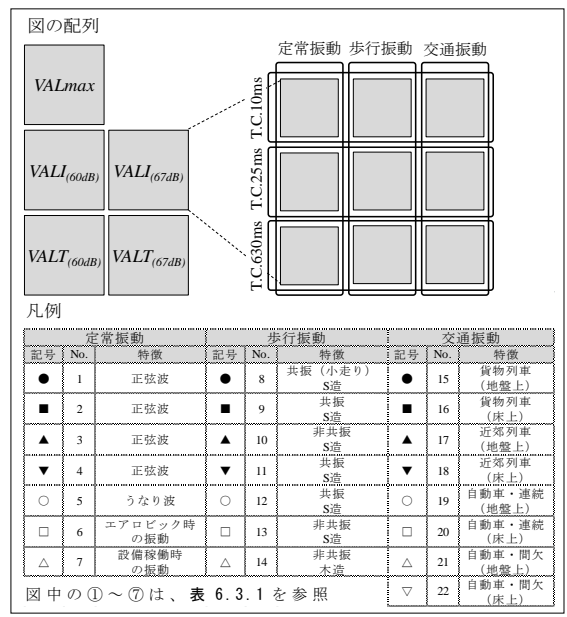 図の配列
定常振動 歩行振動 交通振動
VALmax
VALI(60dB) VALI(67dB)
VALT(60dB) VALT(67dB)
T.C.10ms
T.C.25ms
T.C.630ms
凡例
定常振動 歩行振動 交通振動
記号 No. 特徴 記号 No. 特徴 記号 No. 特徴
● 1 正弦波 ● 8 共振（小走り） S造 ● 15 貨物列車 （地盤上）
■ 2 正弦波 ■ 9 共振 S造 ■ 16 貨物列車 （床上）
▲ 3 正弦波 ▲ 10 非共振 S造 ▲ 17 近郊列車 （地盤上）
▼ 4 正弦波 ▼ 11 共振 S造 ▼ 18 近郊列車 （床上）
○ 5 うなり波 ○ 12 共振 S造 ○ 19 自動車・連続 （地盤上）
□ 6 エアロビック時の振動 □ 13 非共振 S造 □ 20 自動車・連続 （床上）
△ 7 設備稼働時の振動 △ 14 非共振 木造 △ 21 自動車・間欠 （地盤上）
▽ 22 自動車・間欠 （床上）
図中の①～⑦は、表 6.3.1 を参照